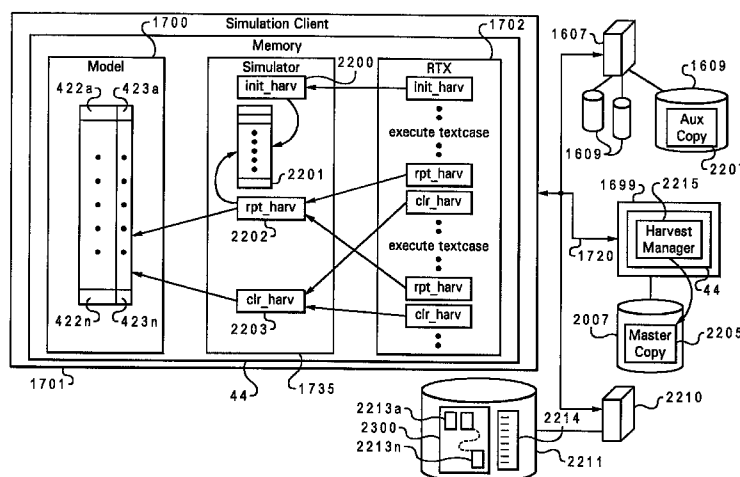 1700
1702
Simulation Client
Memory
Model
Simulator
2200
RTX
422a
423a
init_harv
init_harv
execute textcase
2201
rpt_harv
rpt_harv
2202
clr_harv
execute textcase
rpt_harv
clr_harv
2203
clr_harv
422n
423n
1701
44
1735
1607
1609
Aux
Copy
1609
2207
1699
2215
Harvest
Manager
1720
44
2007
Master
Copy
2205
2213a
2300
2213n
2214
2211
2210